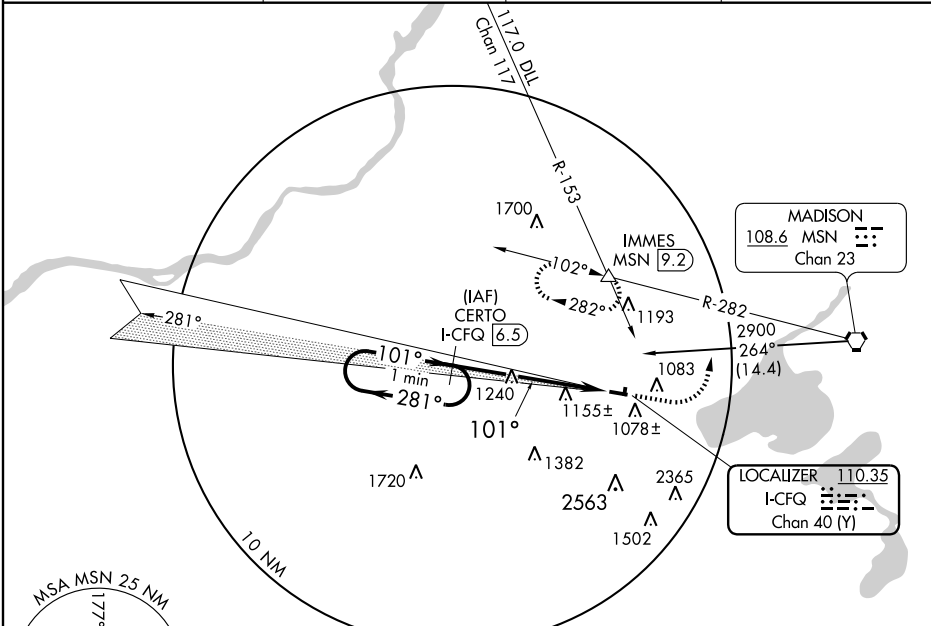 117.0 DLL
Chan 117
R-153
1700
IMMES
MSN 9.2
102°
282°
1193
MADISON
108.6 MSN
Chan 23
R-282
2900
264°
(14.4)
281°
(IAF)
CERTO
I-CFQ 6.5
101°
1 min
281°
1240
101°
1155±
1083
1078±
1382
1720
2563
2365
1502
LOCALIZER 110.35
I-CFQ
Chan 40 (Y)
10 NM
MSA MSN 25 NM
177°